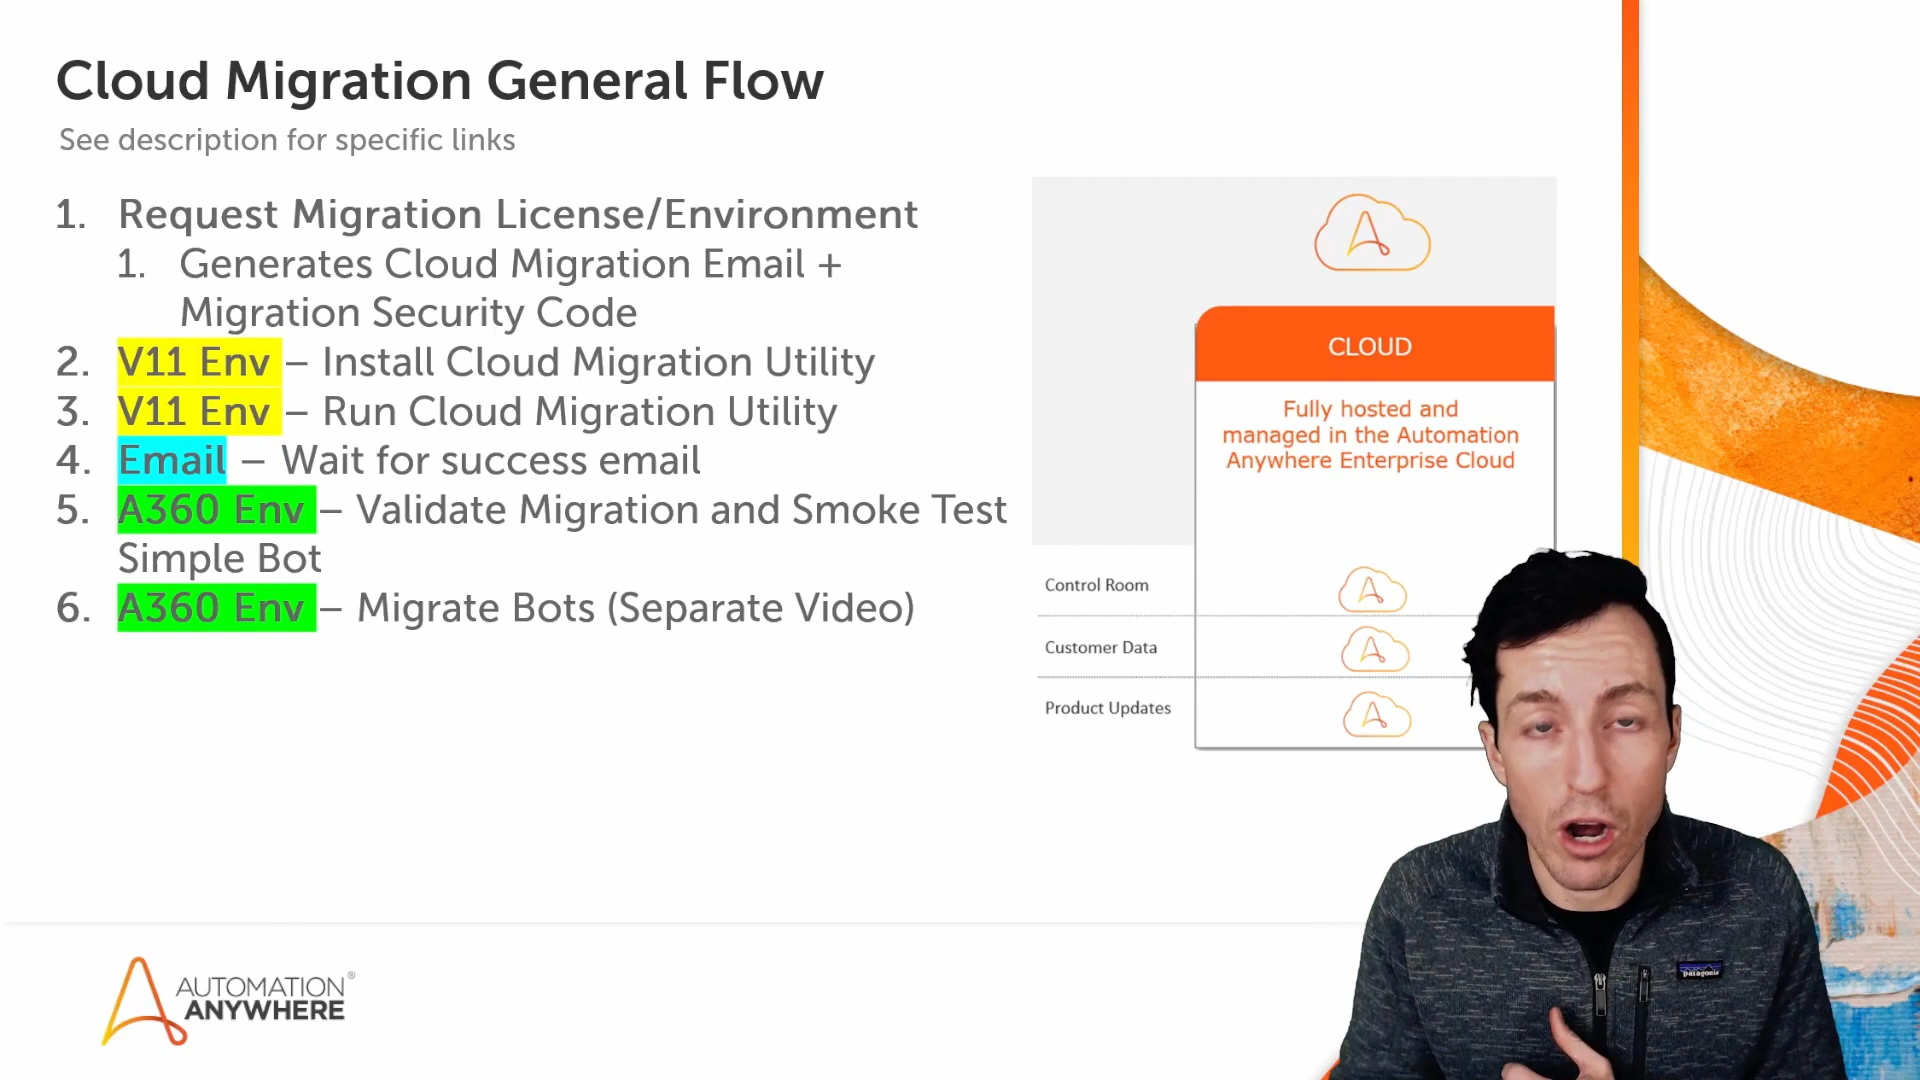 Cloud Migration General Flow
See description for specific links
1. Request Migration License/Environment
1. Generates Cloud Migration Email +
Migration Security Code
2. V11 Env – Install Cloud Migration Utility
3. V11 Env – Run Cloud Migration Utility
4. Email – Wait for success email
5. A360 Env – Validate Migration and Smoke Test
Simple Bot
6. A360 Env – Migrate Bots (Separate Video)
CLOUD
Fully hosted and
managed in the Automation
Anywhere Enterprise Cloud
Control Room
Customer Data
Product Updates
AUTOMATION®
ANYWHERE
patagonia